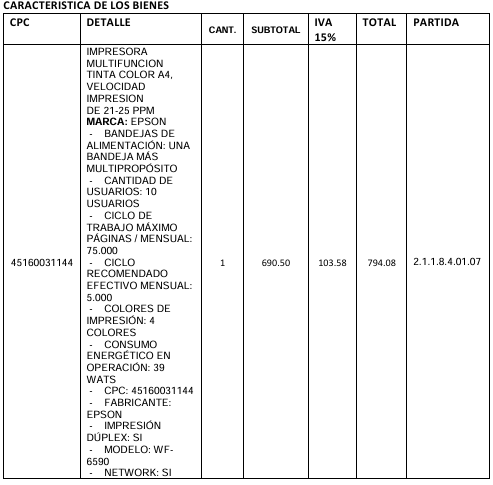 CARACTERISTICA DE LOS BIENES
CPC DETALLE CANT. SUBTOTAL IVA 15% TOTAL PARTIDA
IMPRESORA
MULTIFUNCION
TINTA COLOR A4,
VELOCIDAD
IMPRESION
DE 21-25 PPM
MARCA: EPSON
- BANDEJAS DE
ALIMENTACIÓN: UNA
BANDEJA MÁS
MULTIPROPÓSITO
- CANTIDAD DE
USUARIOS: 10
USUARIOS
- CICLO DE
TRABAJO MÁXIMO
PÁGINAS / MENSUAL:
75.000
45160031144 - CICLO 1 690.50 103.58 794.08 2.1.1.8.4.01.07
RECOMENDADO
EFECTIVO MENSUAL:
5.000
- COLORES DE
IMPRESIÓN: 4
COLORES
- CONSUMO
ENERGÉTICO EN
OPERACIÓN: 39
WATS
- CPC: 45160031144
- FABRICANTE:
EPSON
- IMPRESIÓN
DÚPLEX: SI
- MODELO: WF-
6590
- NETWORK: SI